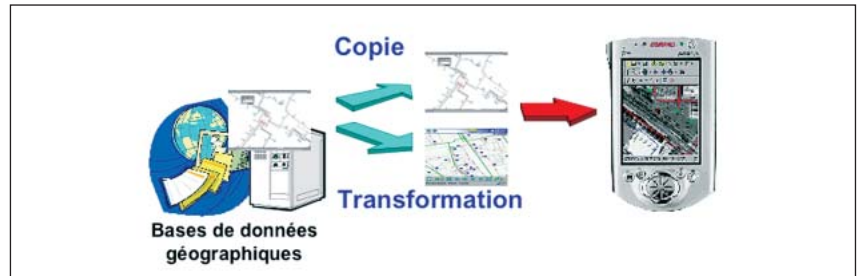 Copie
Transformation
Bases de données
géographiques